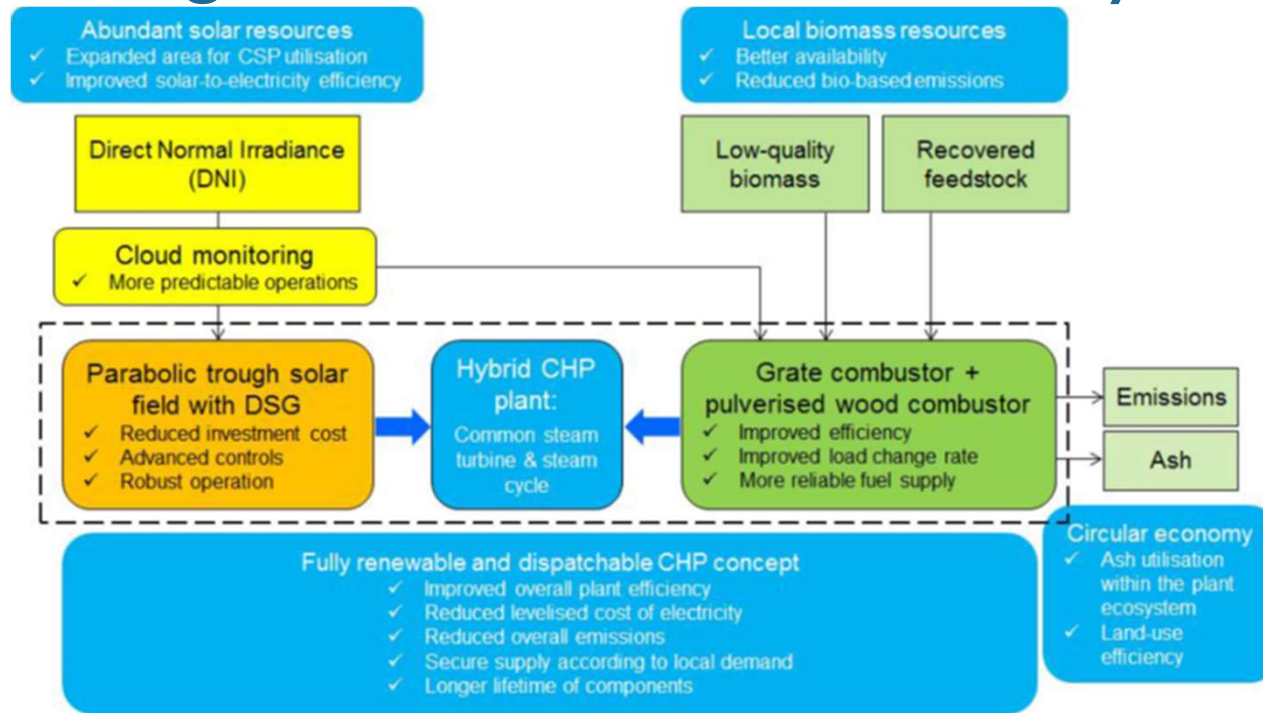 Abundant solar resources
✓ Expanded area for CSP utilisation
✓ Improved solar-to-electricity efficiency
Local biomass resources
✓ Better availability
✓ Reduced bio-based emissions
Direct Normal Irradiance
(DNI)
Low-quality
biomass
Recovered
feedstock
Cloud monitoring
✓ More predictable operations
Parabolic trough solar
field with DSG
✓ Reduced investment cost
✓ Advanced controls
✓ Robust operation
Hybrid CHP
plant:
Common steam
turbine & steam
cycle
Grate combustor +
pulverised wood combustor
✓ Improved efficiency
✓ Improved load change rate
✓ More reliable fuel supply
Emissions
Ash
Fully renewable and dispatchable CHP concept
✓ Improved overall plant efficiency
✓ Reduced levelised cost of electricity
✓ Reduced overall emissions
✓ Secure supply according to local demand
✓ Longer lifetime of components
Circular economy
✓ Ash utilisation
within the plant
ecosystem
✓ Land-use
efficiency